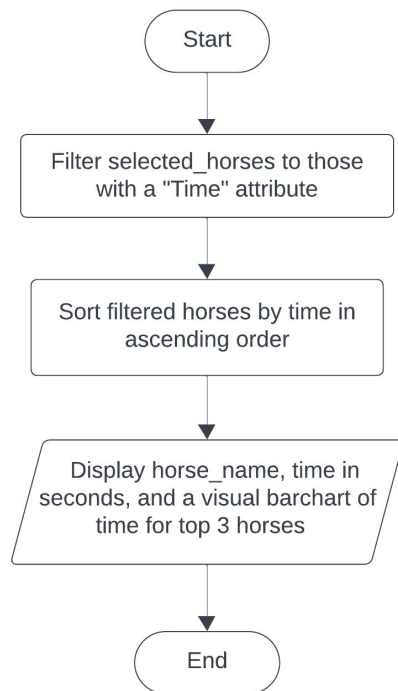 Start
Filter selected_horses to those
with a "Time" attribute
Sort filtered horses by time in
ascending order
Display horse_name, time in
seconds, and a visual barchart of
time for top 3 horses
End